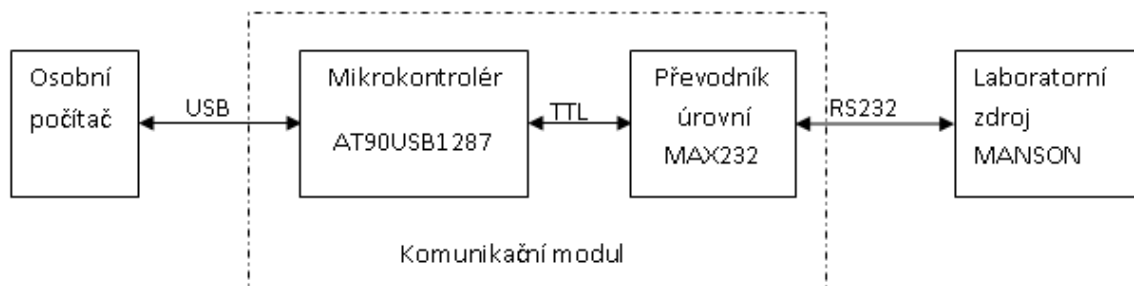 Osobní
počítač
USB
Mikrokontrolér
AT90USB1287
TTL
Převodník
úrovní
MAX232
RS232
Laboratorní
zdroj
MANSON
Komunikační modul